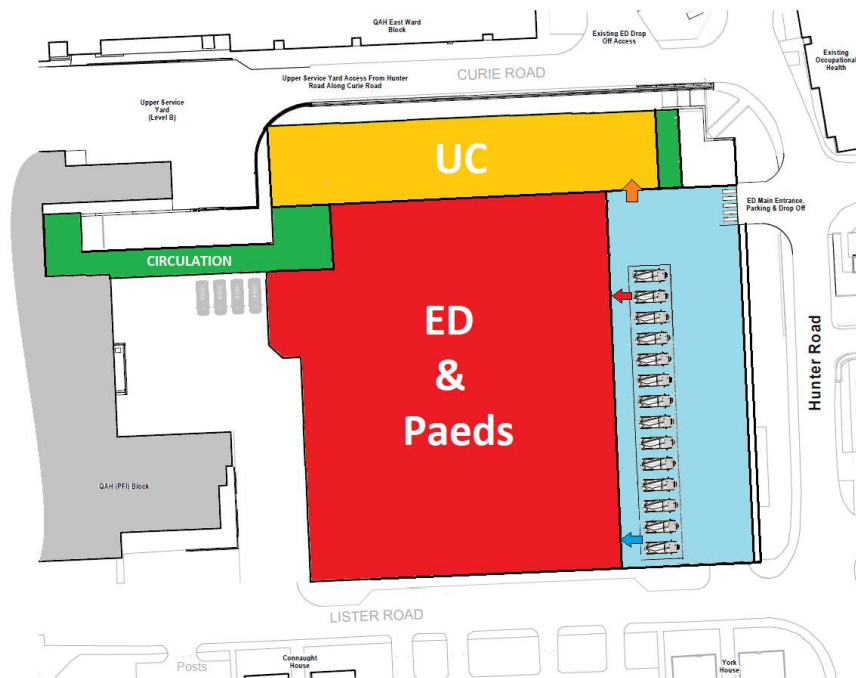 QAH East Ward
Block
Existing ED Drop
Off Access
Existing
Occupational
Health
Upper Service Yard Access From Hunter
Road Along Curie Road
CURIE ROAD
Upper Service
Yard
(Level B)
UC
ED Main Entrance,
Parking & Drop Off
CIRCULATION
ED
&
Paeds
Hunter Road
QAH (PFI) Block
LISTER ROAD
Posts
Connaught
House
York
House